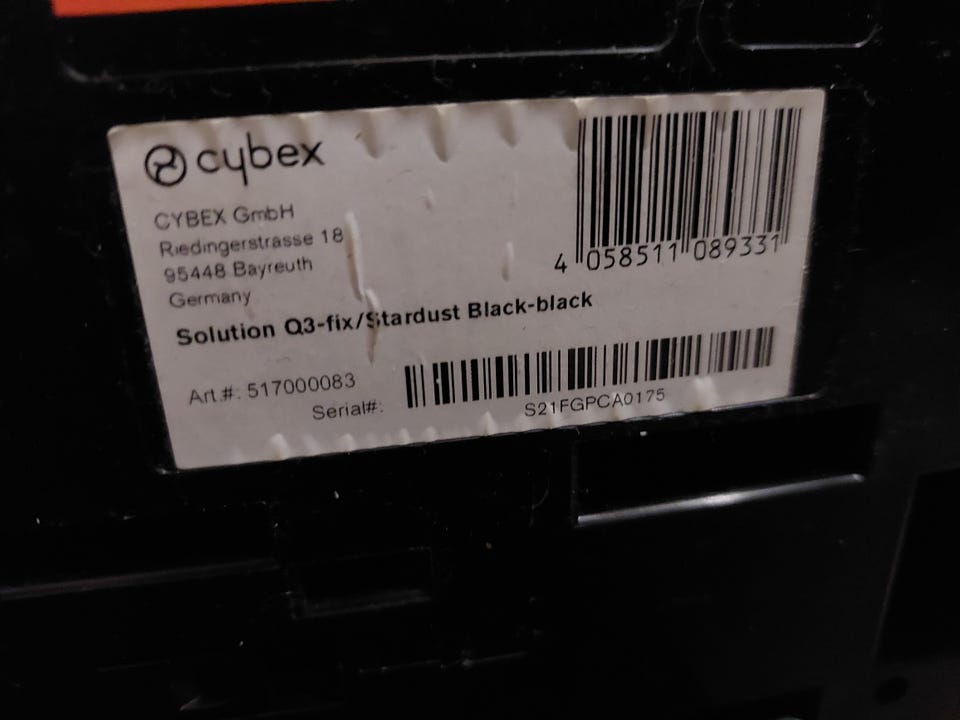 cybex
CYBEX GmbH
Riedingerstrasse 18
95448 Bayreuth
Germany
4 058511 089331
Solution Q3-fix/Stardust Black-black
Art.#: 517000083
Serial#:
S21FGPCA0175